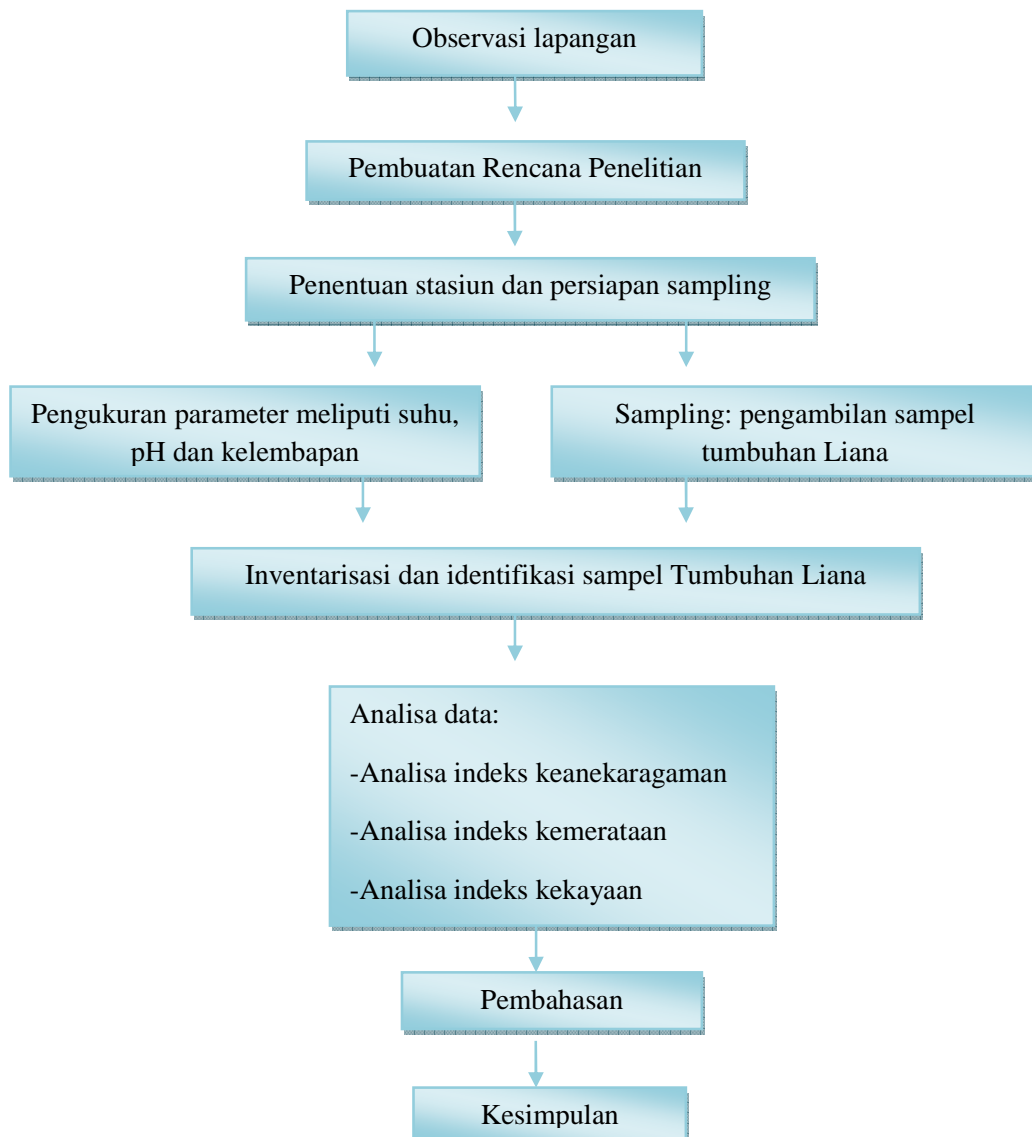 Observasi lapangan
Pembuatan Rencana Penelitian
Penentuan stasiun dan persiapan sampling
Pengukuran parameter meliputi suhu,
pH dan kelembapan
Sampling: pengambilan sampel
tumbuhan Liana
Inventarisasi dan identifikasi sampel Tumbuhan Liana
Analisa data:
-Analisa indeks keanekaragaman
-Analisa indeks kemerataan
-Analisa indeks kekayaan
Pembahasan
Kesimpulan